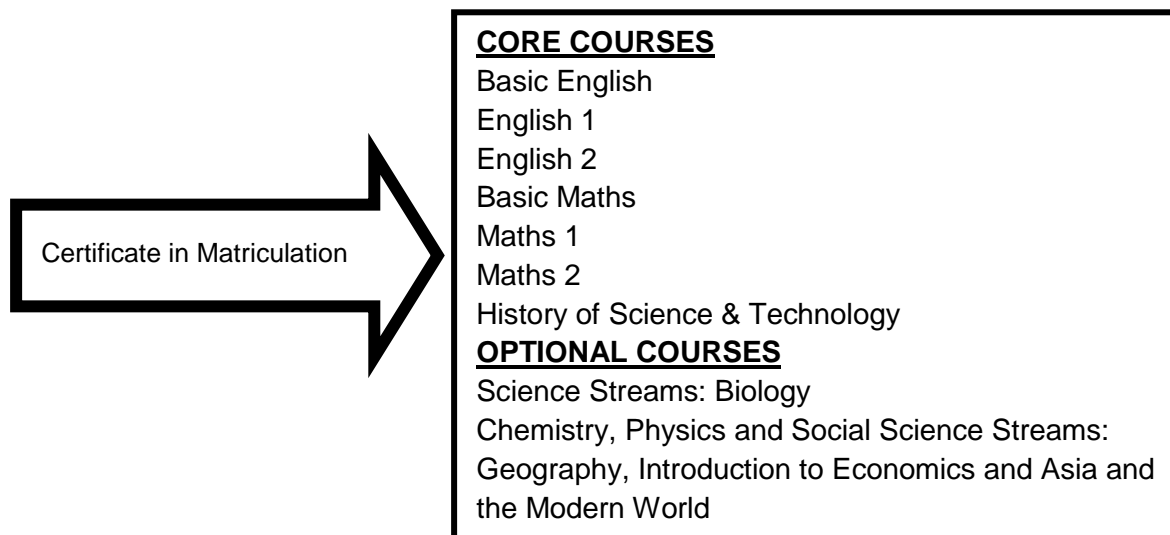 Certificate in Matriculation
CORE COURSES
Basic English
English 1
English 2
Basic Maths
Maths 1
Maths 2
History of Science & Technology
OPTIONAL COURSES
Science Streams: Biology
Chemistry, Physics and Social Science Streams:
Geography, Introduction to Economics and Asia and
the Modern World